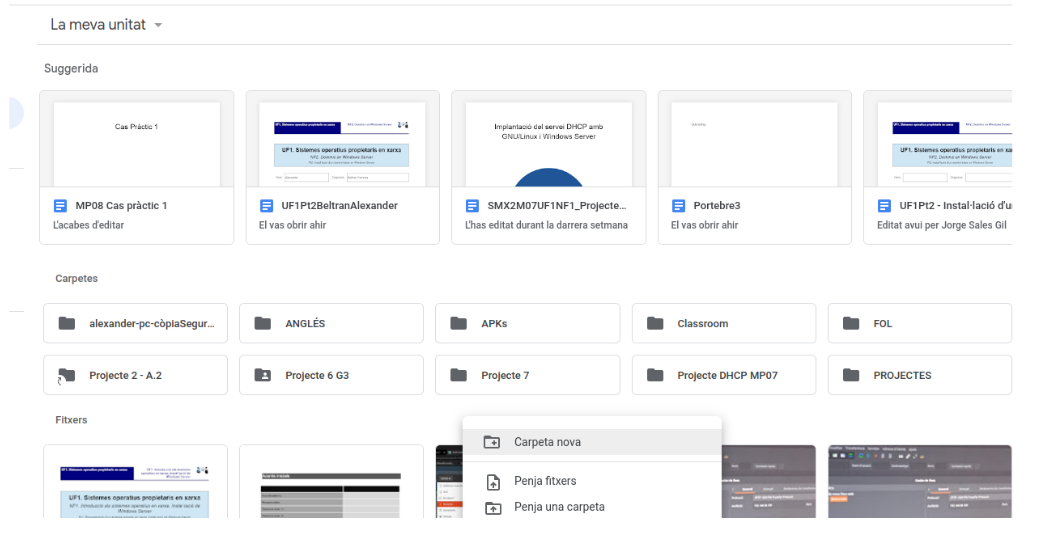 La meva unitat
Suggerida
Cas Pràctic 1
UF1. Sistemes operatius propietaris en xarxa
Implantació del servei DHCP amb
GNU/Linux i Windows Server
UF1. Sistemes operatius propietaris en xa
MP08 Cas pràctic 1
L'acabes d'editar
UF1Pt2BeltranAlexander
El vas obrir ahir
SMX2M07UF1NF1_Projecte...
L'has editat durant la darrera setmana
Portebre3
El vas obrir ahir
UF1Pt2 - Instal·lació d'u
Editat avui per Jorge Sales Gil
Carpetes
alexander-pc-còpiaSegur...
ANGLÉS
APKs
Classroom
FOL
Projecte 2 - A.2
Projecte 6 G3
Projecte 7
Projecte DHCP MP07
PROJECTES
Fitxers
Carpeta nova
Penja fitxers
Penja una carpeta
UF1. Sistemes operatius propietaris en xarxa